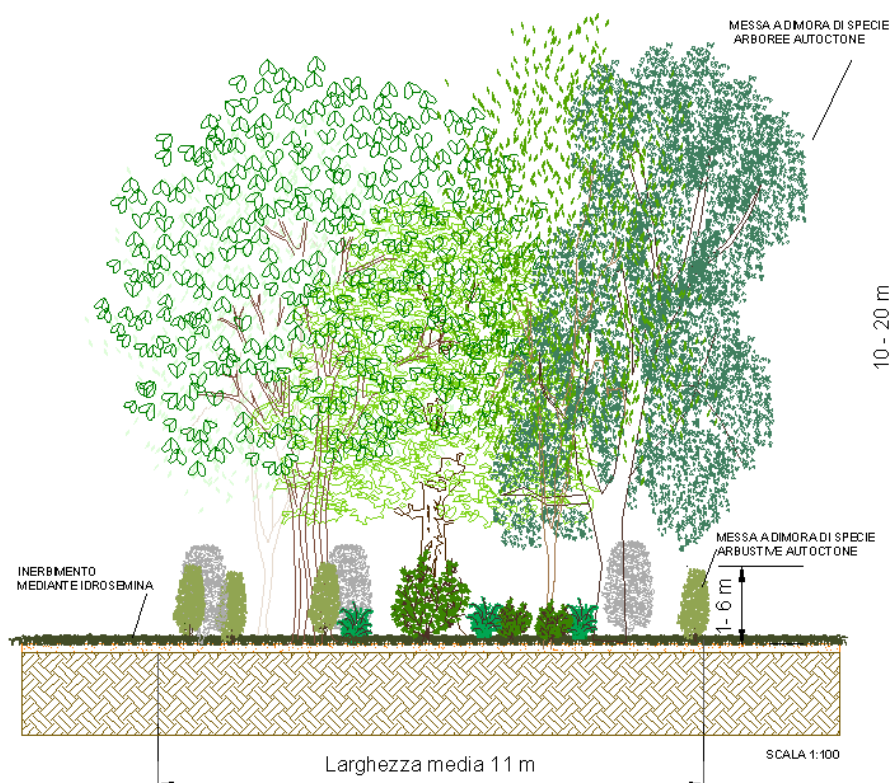 MESSA A DIMORA DI SPECIE
ARBOREE AUTOCTONE
10 - 20 m
MESSA A DIMORA DI SPECIE
ARBUSTIVE AUTOCTONE
INERBIMENTO
MEDIANTE IDROSEMINA
1- 6 m
Larghezza media 11 m
SCALA 1:100